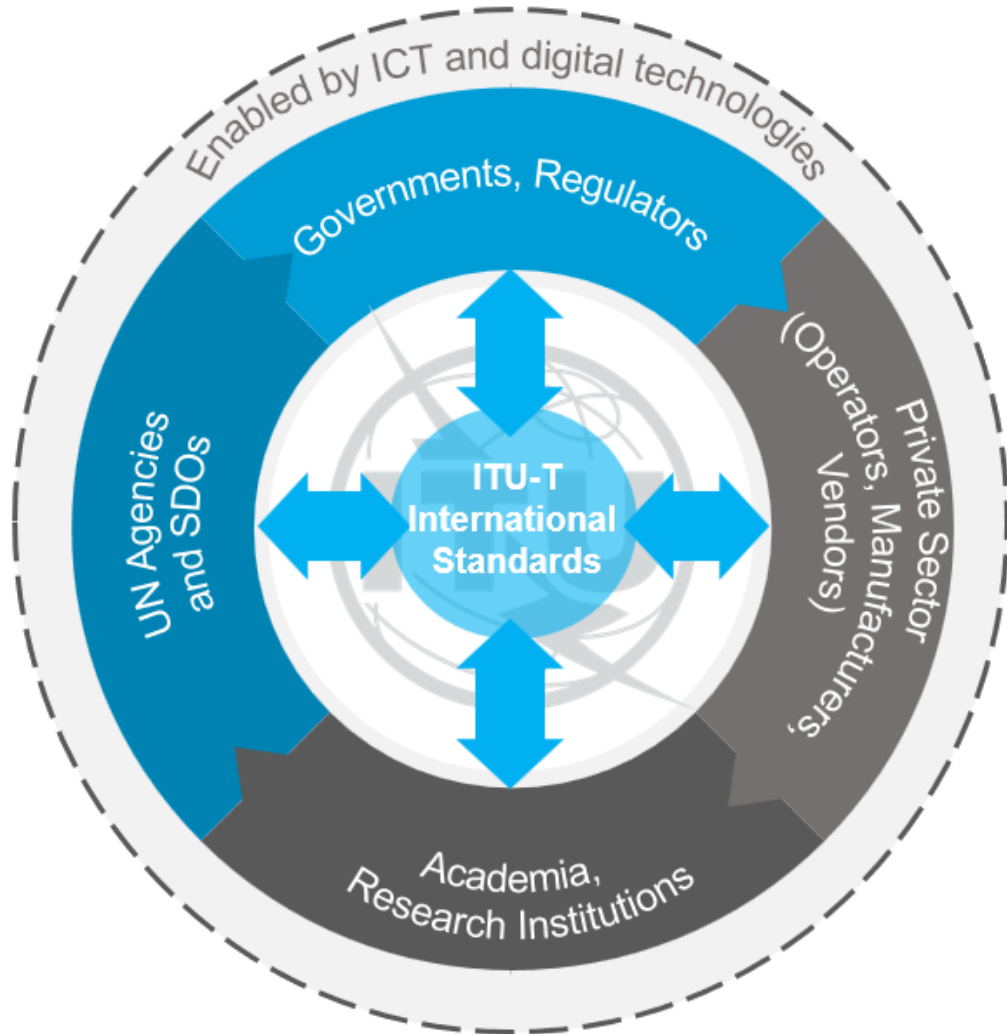 Enabled by ICT and digital technologies
Governments, Regulators
Private Sector
(Operators, Manufacturers,
Vendors)
Academia,
Research Institutions
UN Agencies
and SDOs
ITU-T
International
Standards
ITU